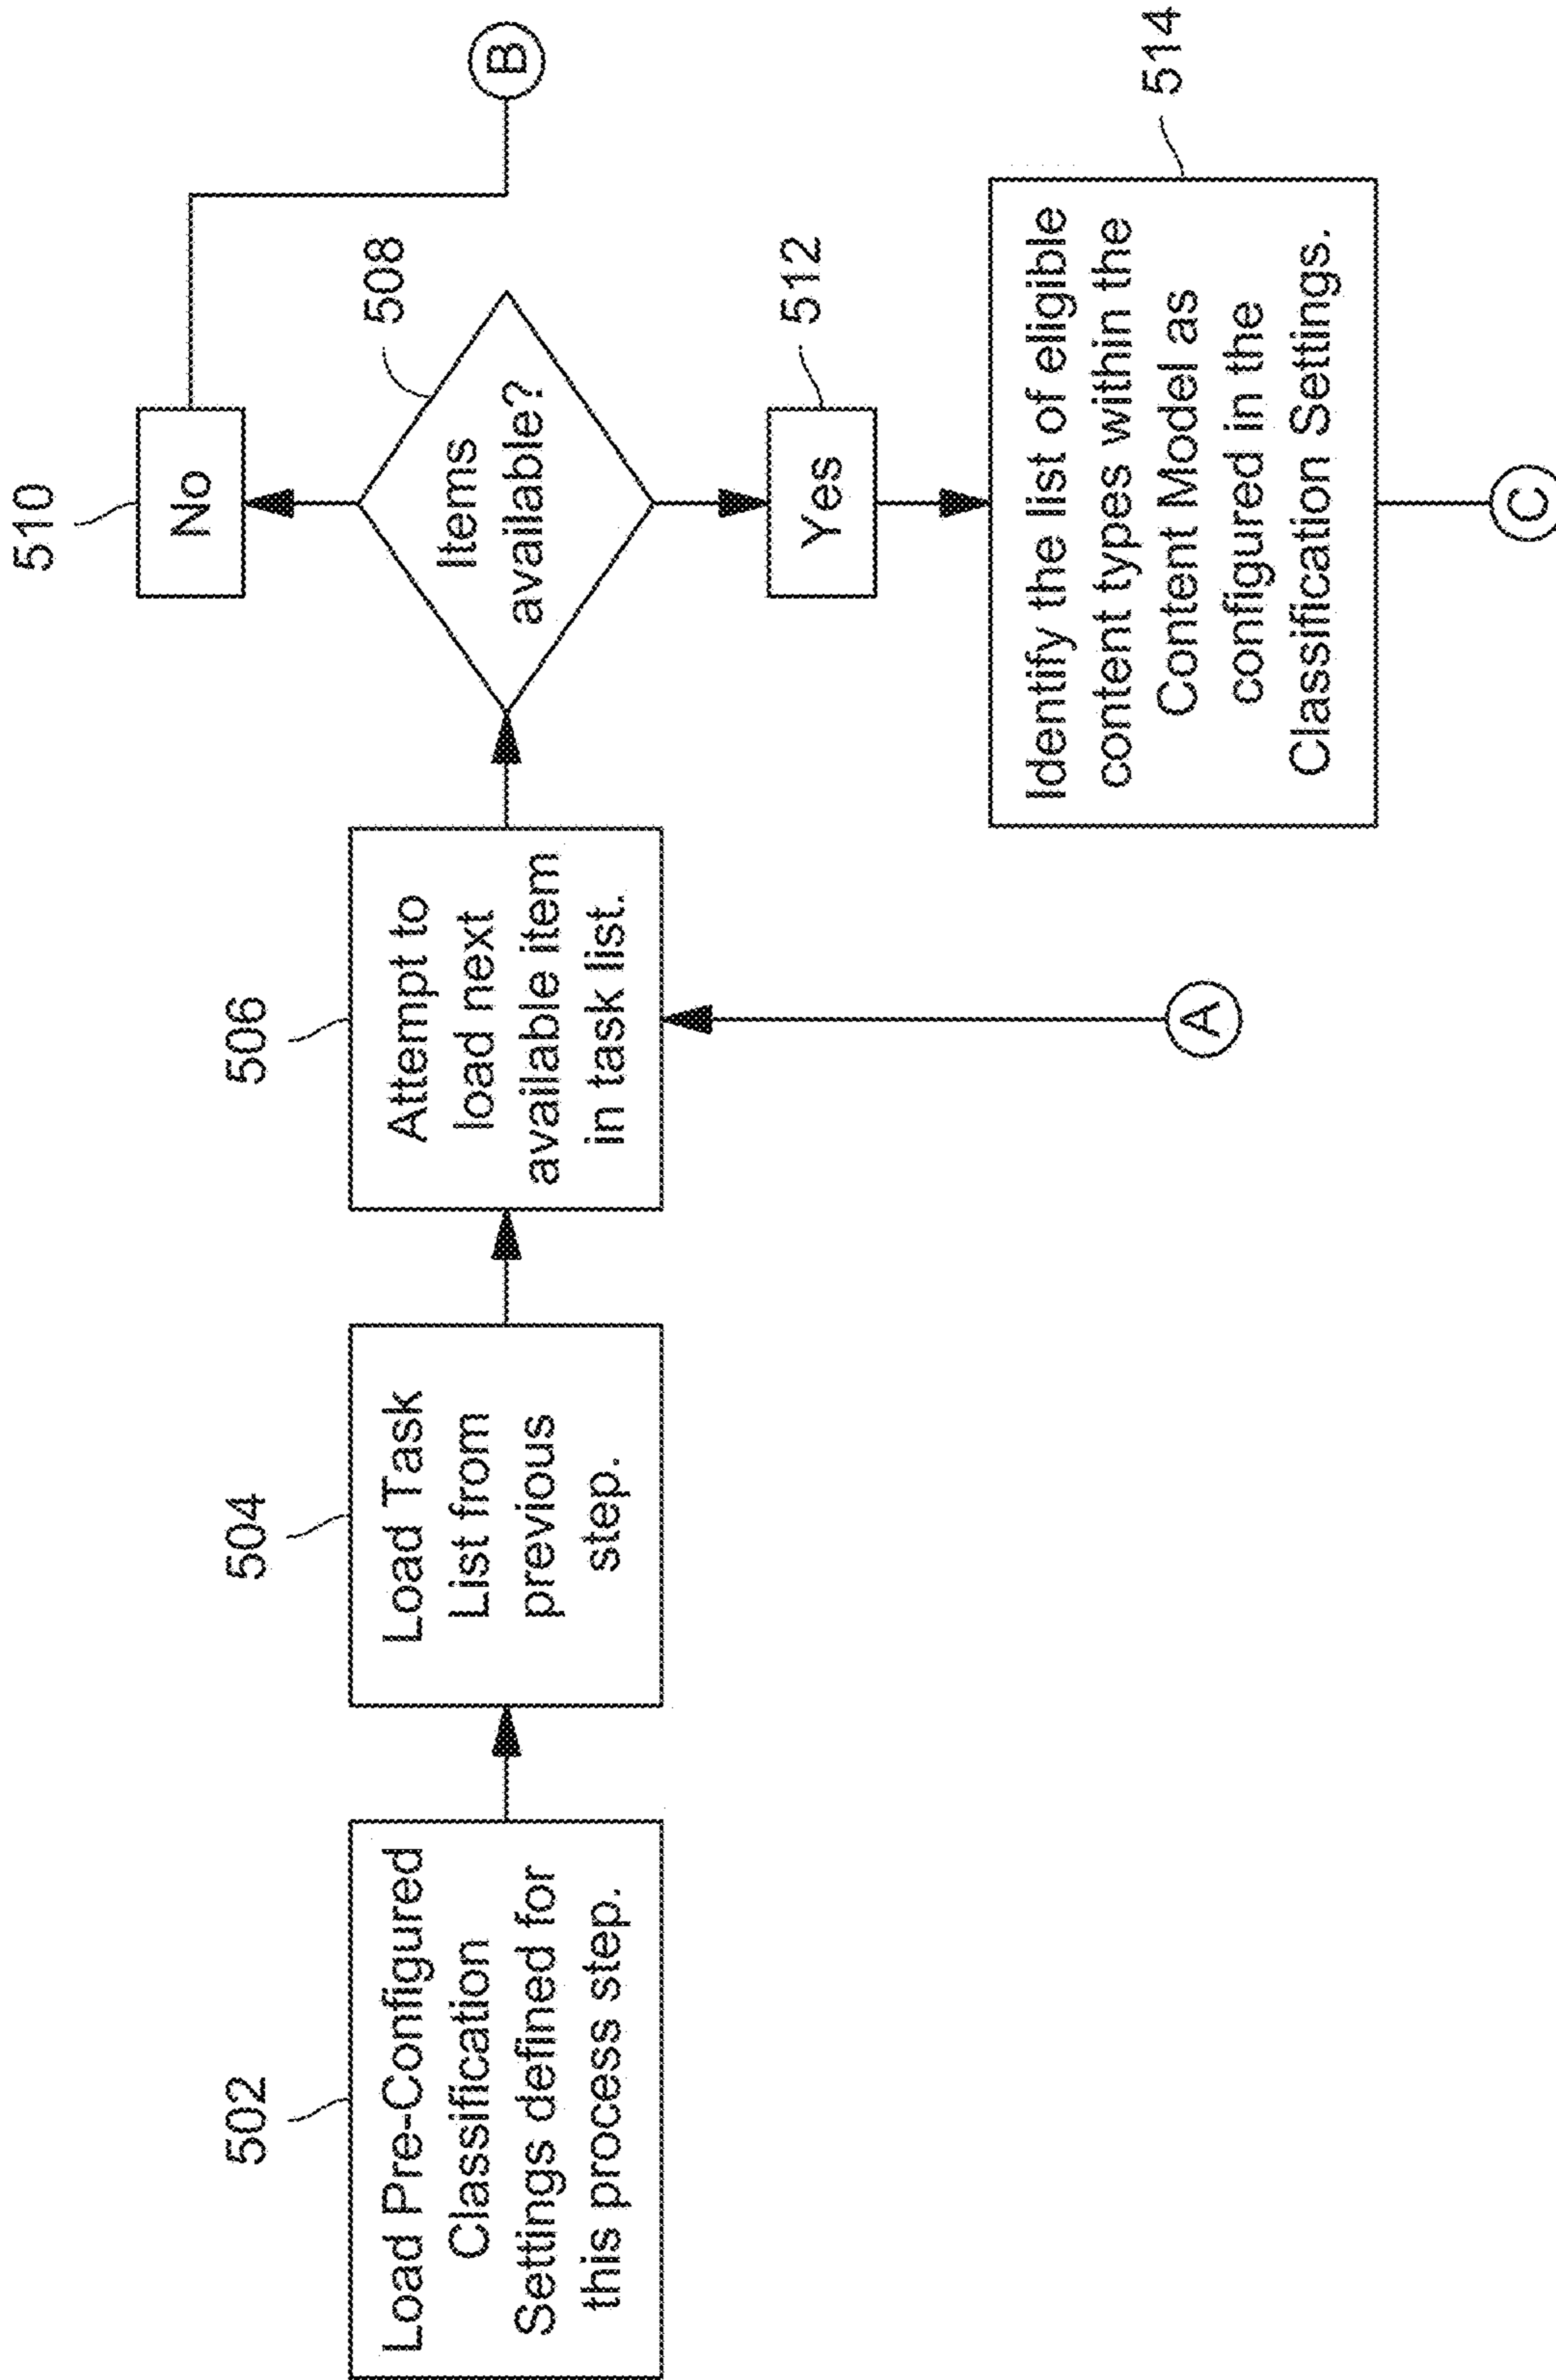 502
Load Pre-Configured
Classification
Settings defined for
this process step.
504
Load Task
List from
previous
step.
506
Attempt to
load next
available item
in task list.
A
508
Items
available?
510
No
B
512
Yes
514
Identify the list of eligible
content types within the
Content Model as
configured in the
Classification Settings.
C